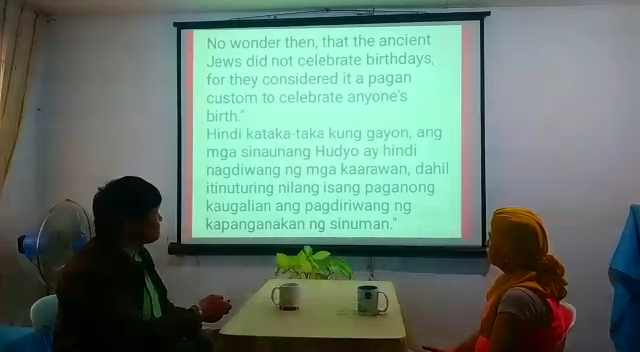 No wonder then, that the ancient
Jews did not celebrate birthdays,
for they considered it a pagan
custom to celebrate anyone's
birth."
Hindi kataka-taka kung gayon, ang
mga sinaunang Hudyo ay hindi
nagdiwang ng mga kaarawan, dahil
itinuturing nilang isang paganong
kaugalian ang pagdiriwang ng
kapanganakan ng sinuman."